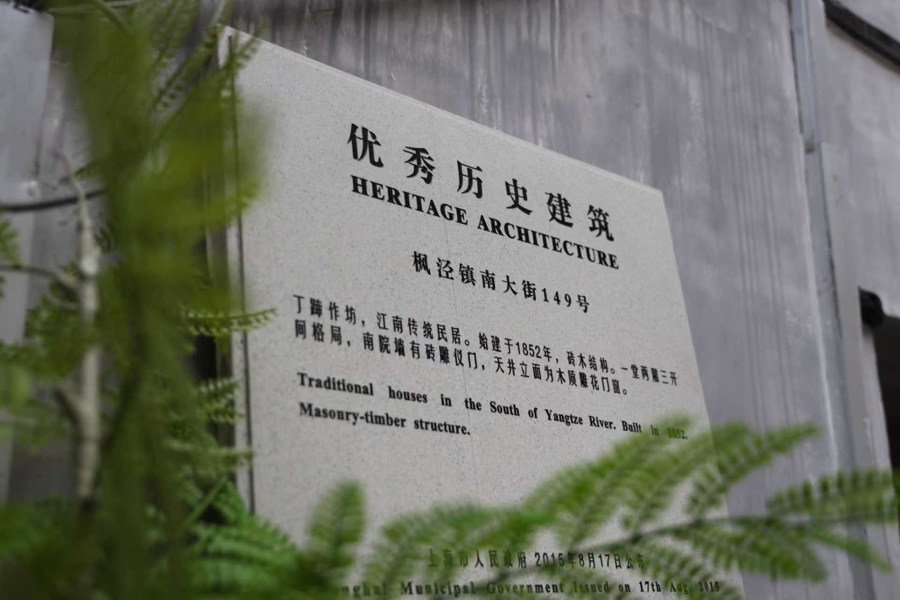 优秀历史建筑
HERITAGE ARCHITECTURE
枫泾镇南大街149号
丁蹄作坊，江南传统民居。始建于1852年，砖木结构。一堂两厢三开
间格局，南院墙有砖雕仪门，天井立面为木质雕花门窗。
Traditional houses in the South of Yangtze River. Built in 1852.
Masonry-timber structure.
上海市人民政府 2015年8月17日公布
Municipal Government Issued on 17th Aug. 2015